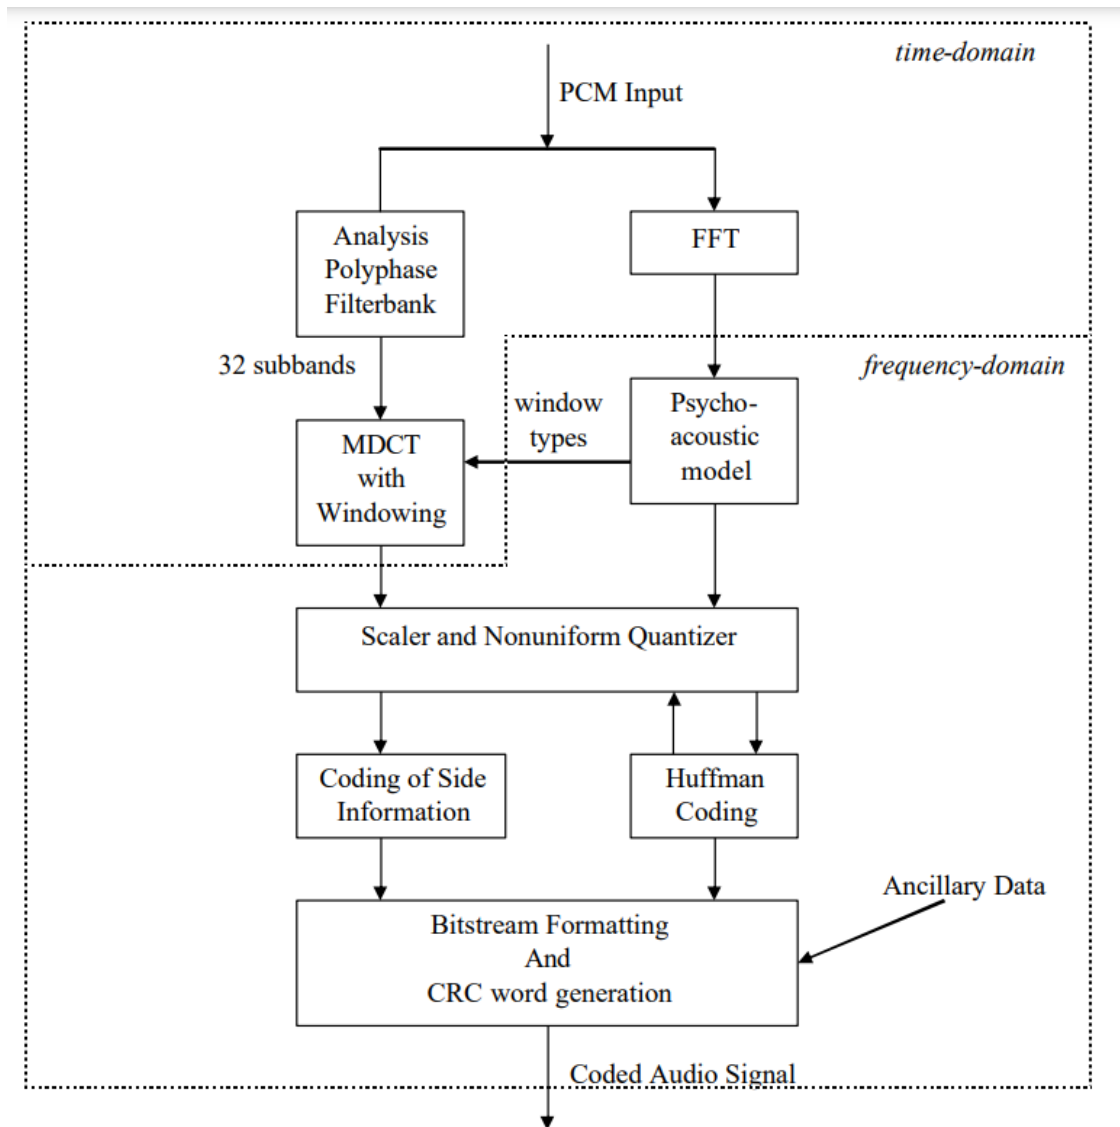 time-domain
PCM Input
Analysis
Polyphase
Filterbank
FFT
32 subbands
frequency-domain
window
types
Psycho-
acoustic
model
MDCT
with
Windowing
Scaler and Nonuniform Quantizer
Coding of Side
Information
Huffman
Coding
Ancillary Data
Bitstream Formatting
And
CRC word generation
Coded Audio Signal